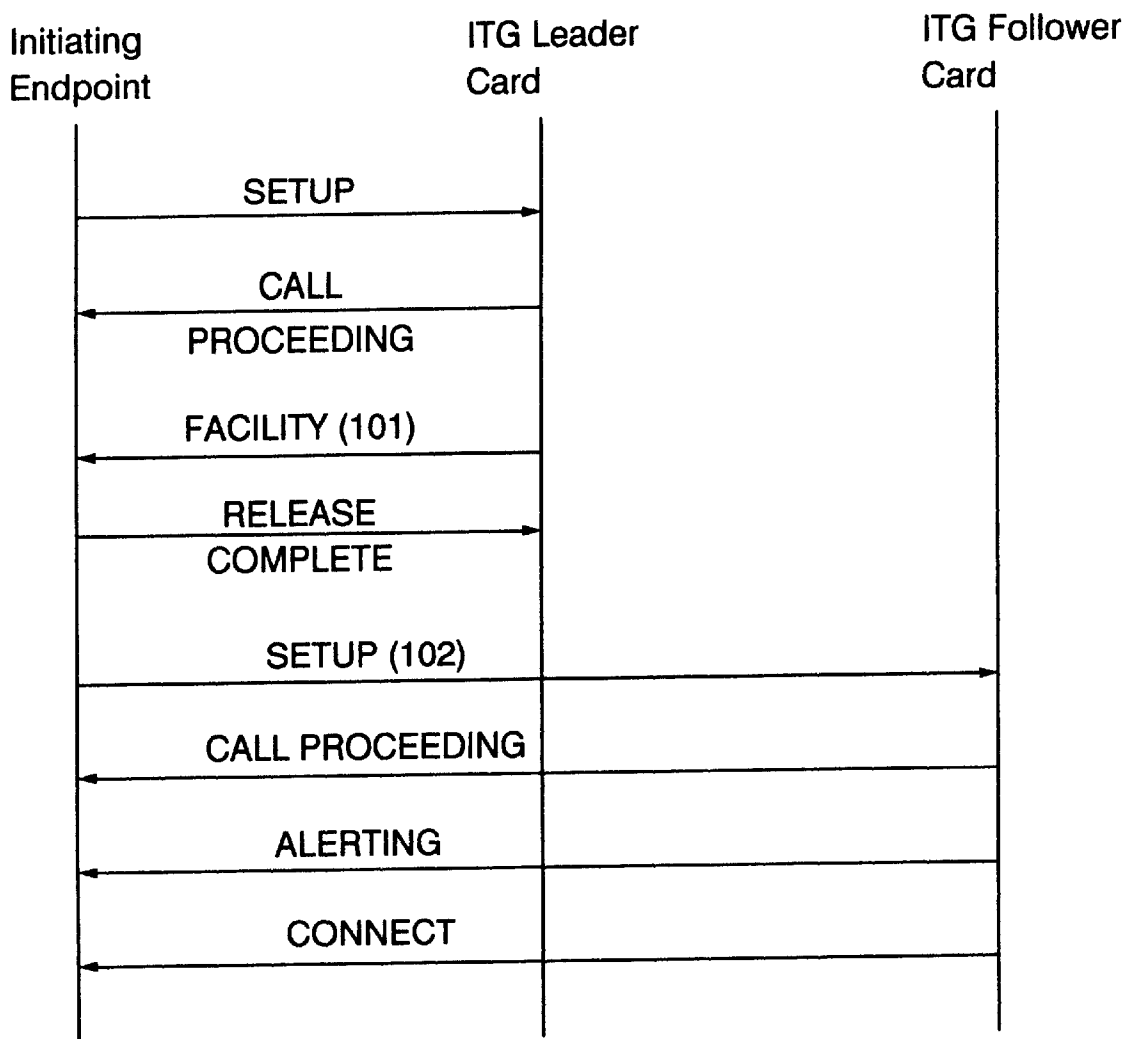 Initiating
Endpoint
ITG Leader
Card
ITG Follower
Card
SETUP
CALL
PROCEEDING
FACILITY (101)
RELEASE
COMPLETE
SETUP (102)
CALL PROCEEDING
ALERTING
CONNECT